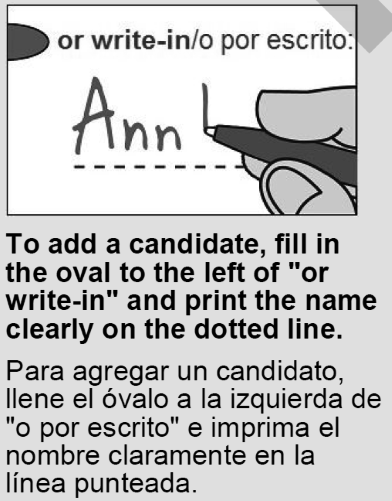 or write-in/o por escrito:
Ann
To add a candidate, fill in
the oval to the left of "or
write-in" and print the name
clearly on the dotted line.
Para agregar un candidato,
llene el óvalo a la izquierda de
"o por escrito" e imprima el
nombre claramente en la
línea punteada.